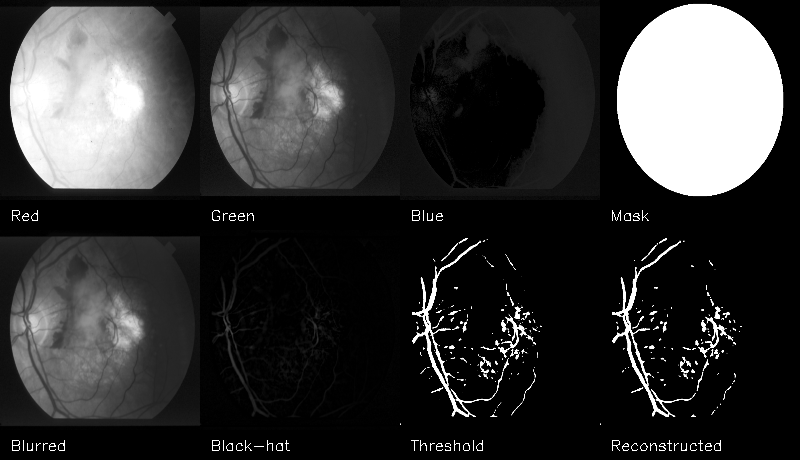 Red
Green
Blue
Mask
Blurred
Black-hat
Threshold
Reconstructed